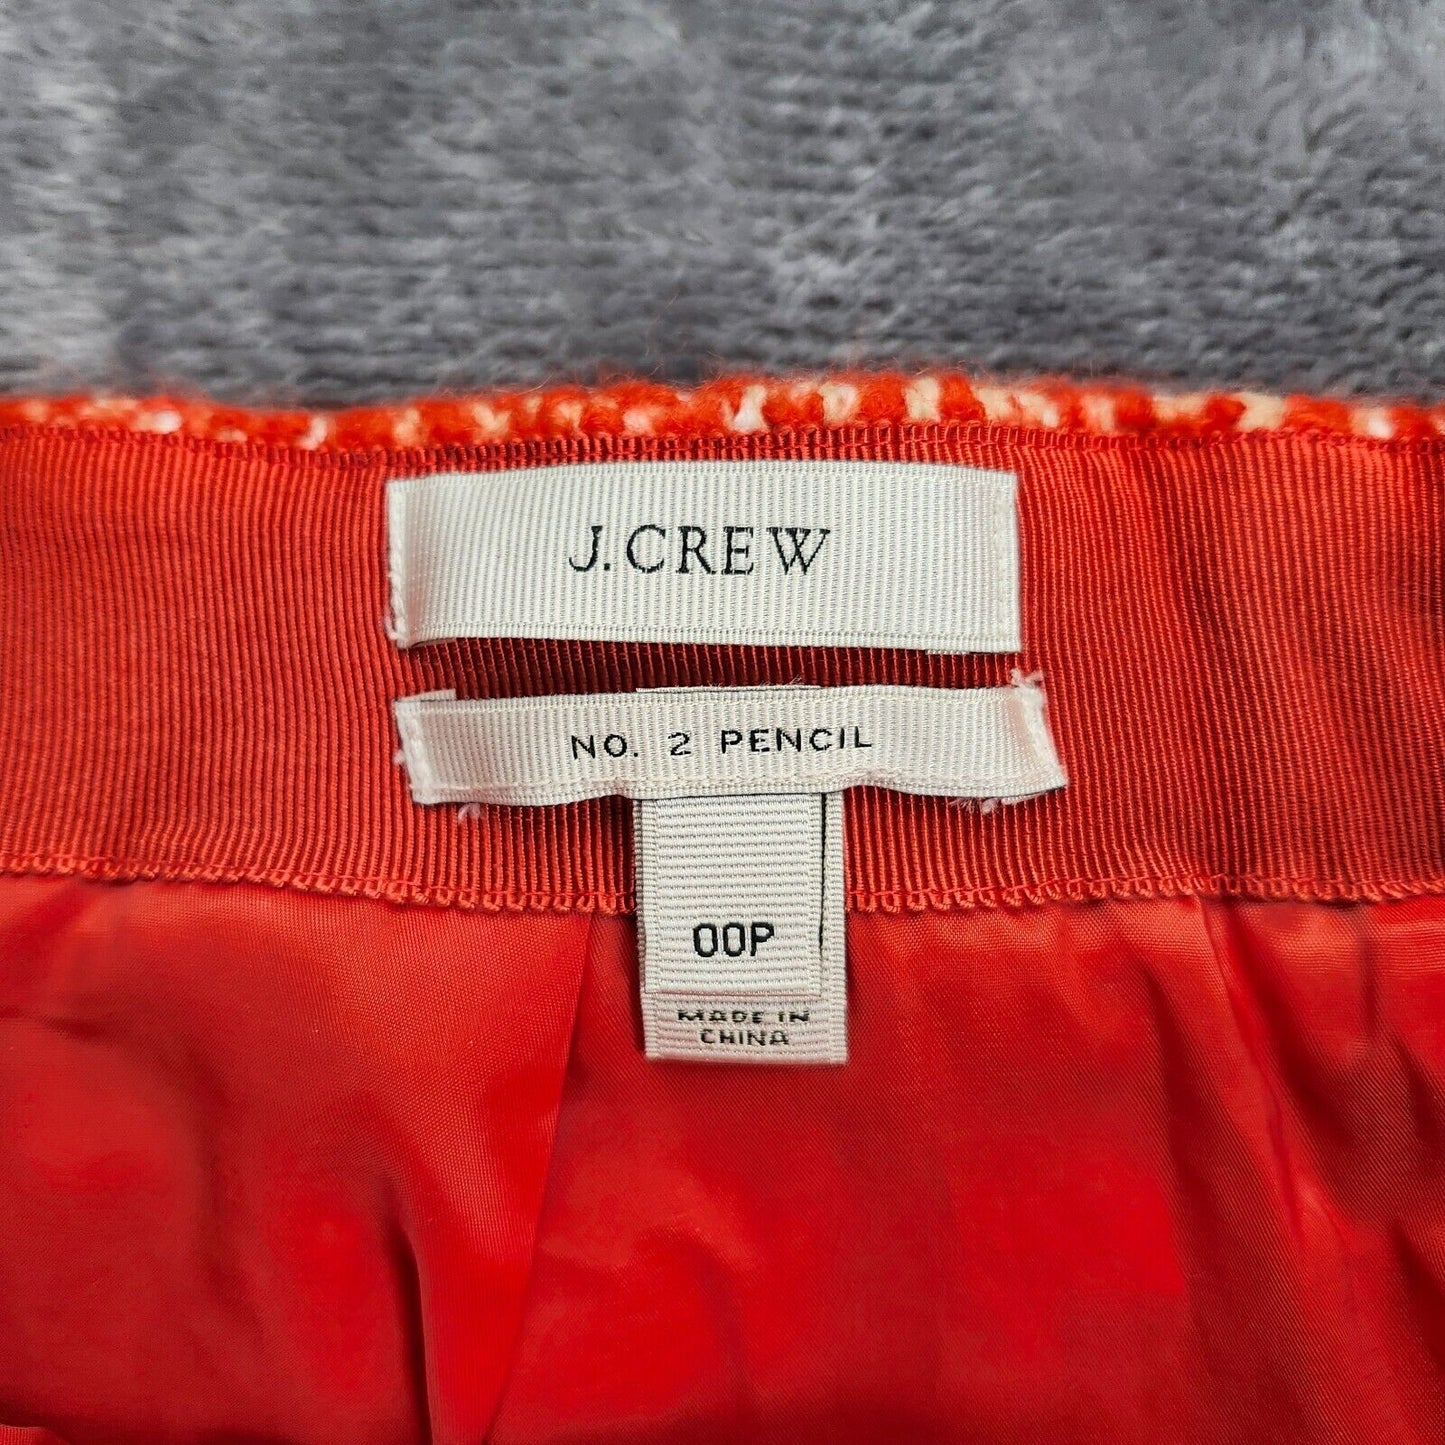 J.CREW
NO. 2 PENCIL
00P
MADE IN
CHINA